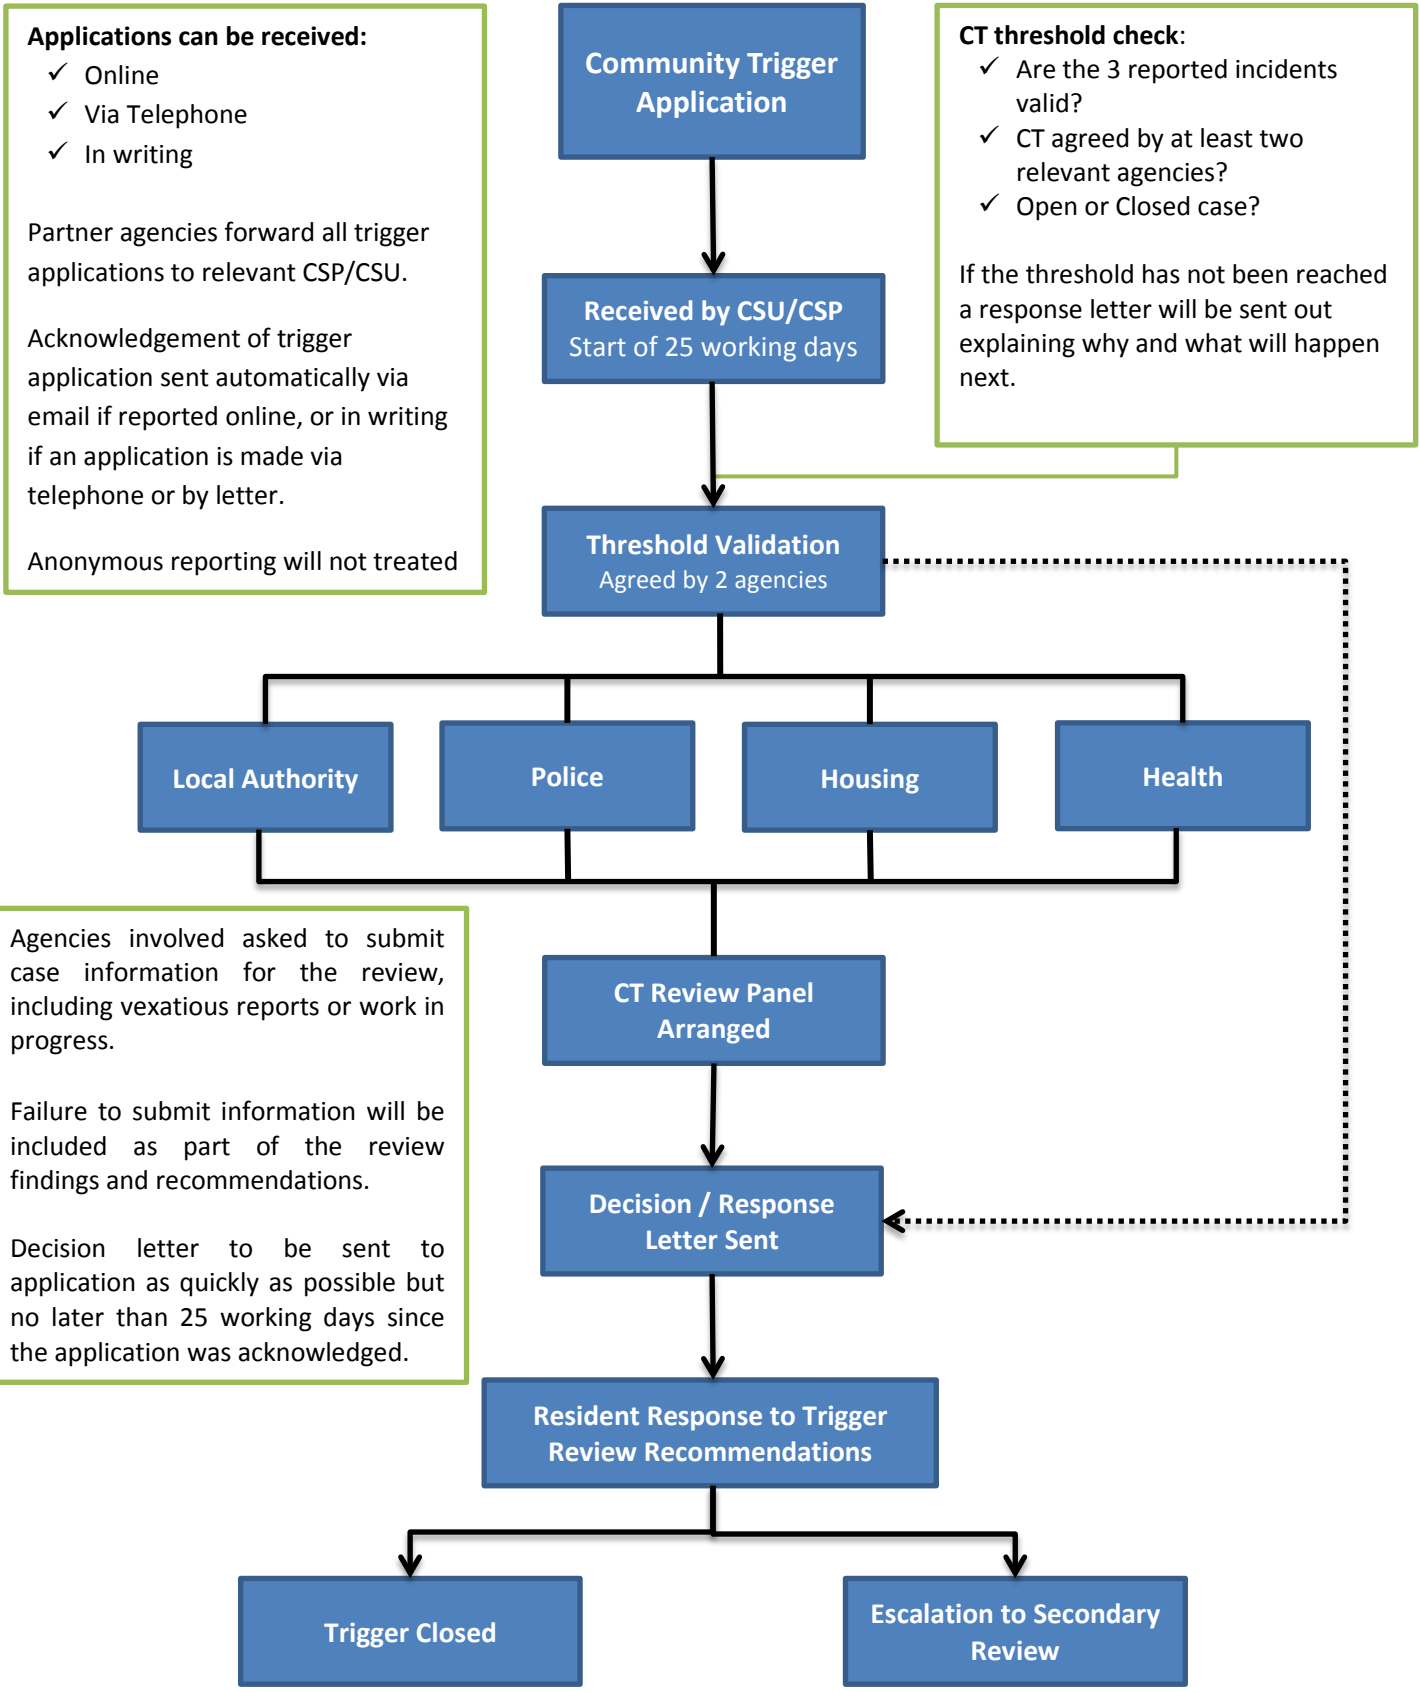 Applications can be received:
✓ Online
✓ Via Telephone
✓ In writing
Partner agencies forward all trigger
applications to relevant CSP/CSU.
Acknowledgement of trigger
application sent automatically via
email if reported online, or in writing
if an application is made via
telephone or by letter.
Anonymous reporting will not treated
Community Trigger
Application
CT threshold check:
✓ Are the 3 reported incidents
valid?
✓ CT agreed by at least two
relevant agencies?
✓ Open or Closed case?
If the threshold has not been reached
a response letter will be sent out
explaining why and what will happen
next.
Received by CSU/CSP
Start of 25 working days
Threshold Validation
Agreed by 2 agencies
Local Authority
Police
Housing
Health
Agencies involved asked to submit
case information for the review,
including vexatious reports or work in
progress.
Failure to submit information will be
included as part of the review
findings and recommendations.
Decision letter to be sent to
application as quickly as possible but
no later than 25 working days since
the application was acknowledged.
CT Review Panel
Arranged
Decision / Response
Letter Sent
Resident Response to Trigger
Review Recommendations
Trigger Closed
Escalation to Secondary
Review